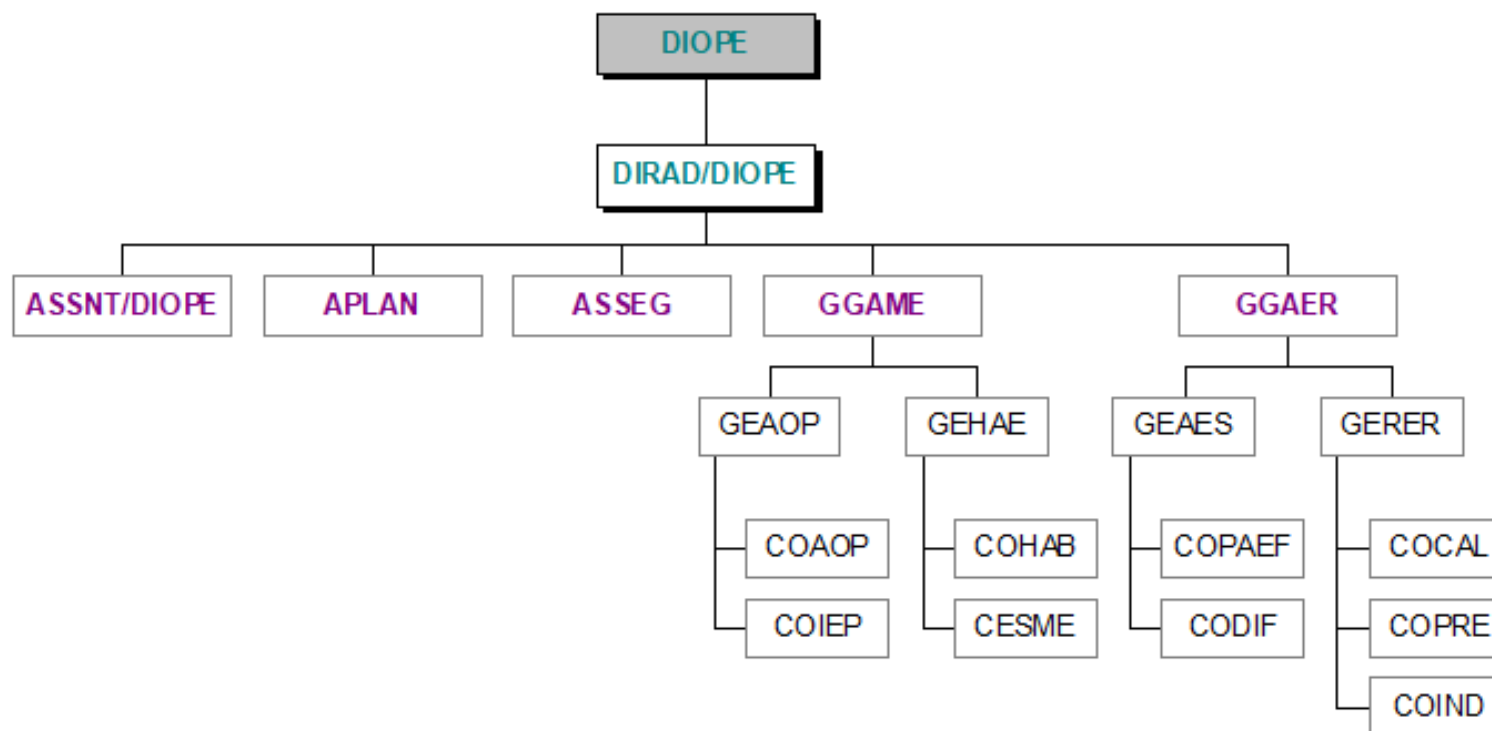 DIOPE
DIRAD/DIOPE
ASSNT/DIOPE
APLAN
ASSEG
GGAME
GGAER
GEAOP
GEHAE
GEAES
GERER
COAOP
COHAB
COPAEF
COCAL
COIEP
CESME
CODIF
COPRE
COIND